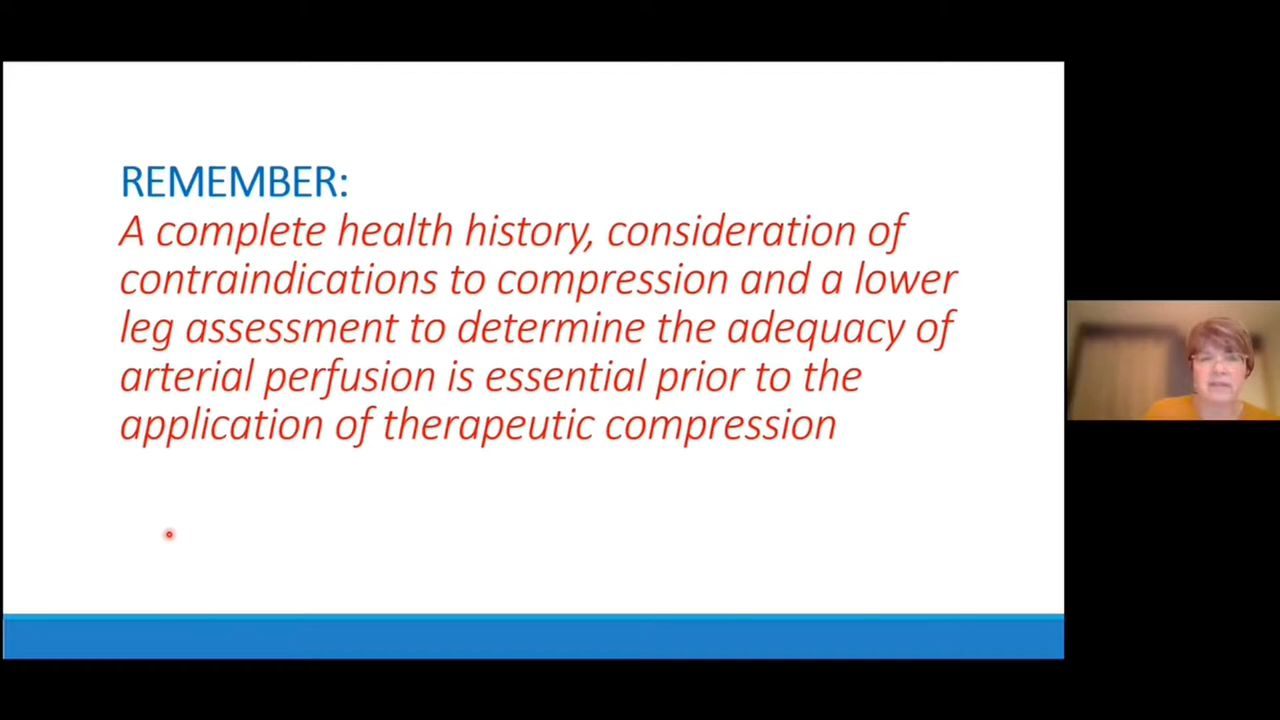 REMEMBER:
A complete health history, consideration of
contraindications to compression and a lower
leg assessment to determine the adequacy of
arterial perfusion is essential prior to the
application of therapeutic compression